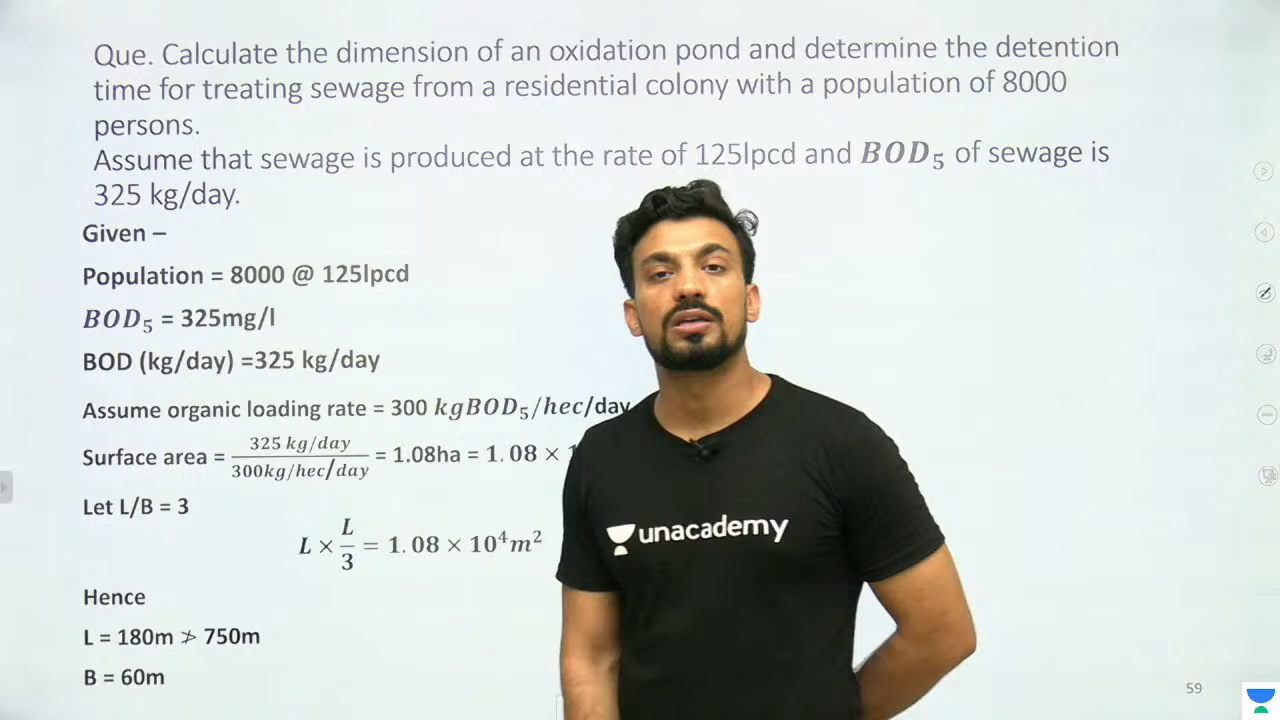 Que. Calculate the dimension of an oxidation pond and determine the detention
time for treating sewage from a residential colony with a population of 8000
persons.
Assume that sewage is produced at the rate of 125lpcd and BOD₅ of sewage is
325 kg/day.
Given –
Population = 8000 @ 125lpcd
BOD₅ = 325mg/l
BOD (kg/day) =325 kg/day
Assume organic loading rate = 300 kgBOD₅/hec/day
Surface area = 325 kg/day / 300kg/hec/day = 1.08ha = 1.08 ×
Let L/B = 3
L × L/3 = 1.08 × 10⁴m²
Hence
L = 180m ≯ 750m
B = 60m
unacademy
59